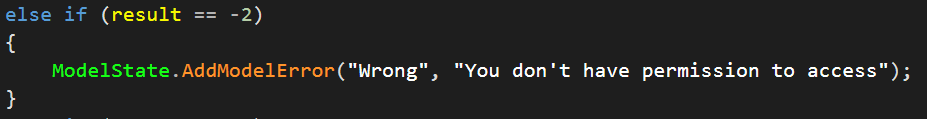 else if (result == -2)
{
    ModelState.AddModelError("Wrong", "You don't have permission to access");
}